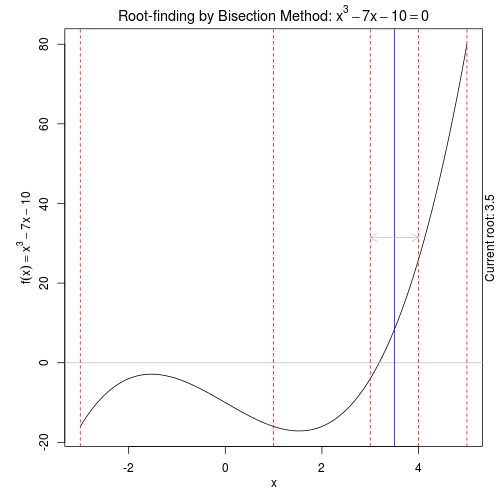 Root-finding by Bisection Method: x³ − 7x − 10 = 0
80
60
40
20
0
-20
f(x) = x³ − 7x − 10
Current root: 3.5
-2
0
2
4
x